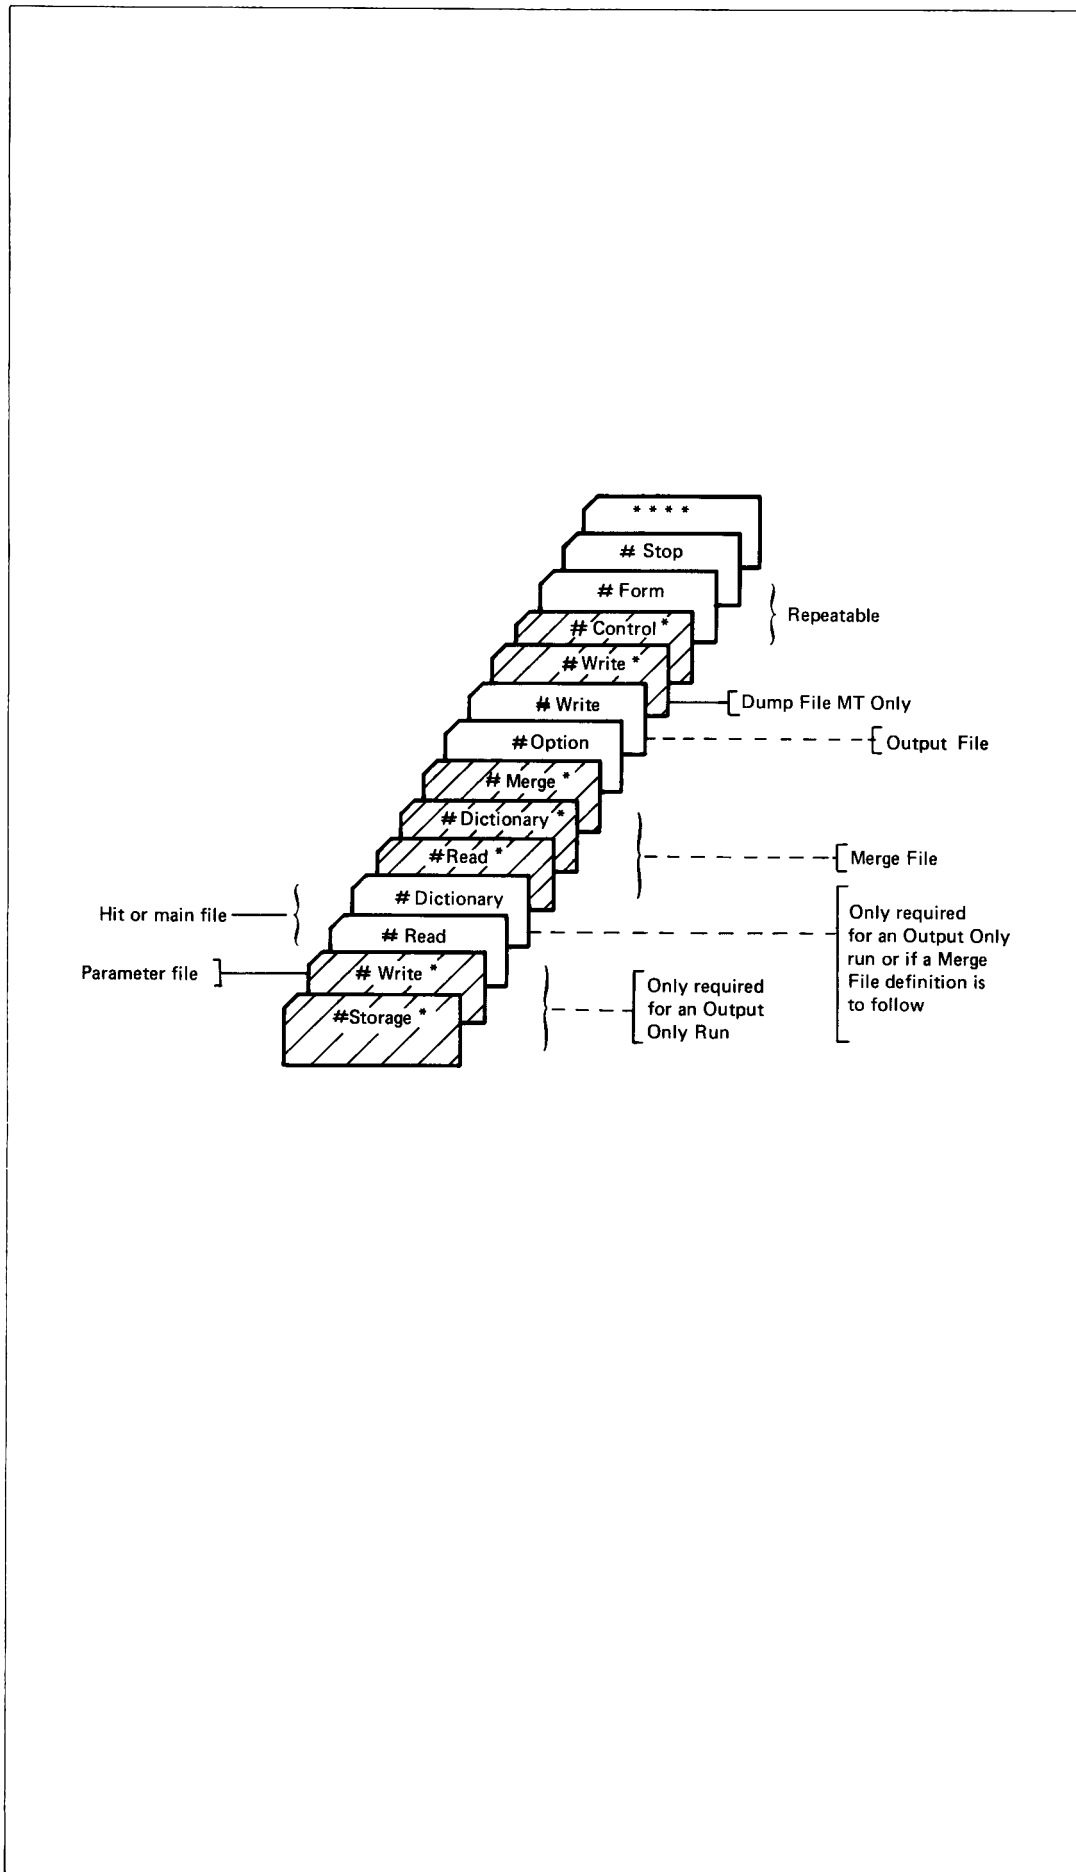 * * * *
# Stop
# Form
Repeatable
# Control *
# Write *
# Write
Dump File MT Only
# Option
Output File
# Merge *
# Dictionary *
# Read *
Merge File
# Dictionary
Hit or main file
# Read
Only required
for an Output Only
run or if a Merge
File definition is
to follow
# Write *
Parameter file
# Storage *
Only required
for an Output
Only Run